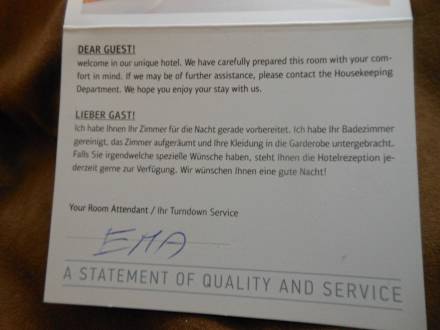 DEAR GUEST!
welcome in our unique hotel. We have carefully prepared this room with your com-
fort in mind. If we may be of further assistance, please contact the Housekeeping
Department. We hope you enjoy your stay with us.
LIEBER GAST!
Ich habe Ihnen Ihr Zimmer für die Nacht gerade vorbereitet. Ich habe Ihr Badezimmer
gereinigt, das Zimmer aufgeräumt und Ihre Kleidung in die Garderobe untergebracht.
Falls Sie irgendwelche spezielle Wünsche haben, steht Ihnen die Hotelrezeption je-
derzeit gerne zur Verfügung. Wir wünschen Ihnen eine gute Nacht!
Your Room Attendant / Ihr Turndown Service
EMA
A STATEMENT OF QUALITY AND SERVICE